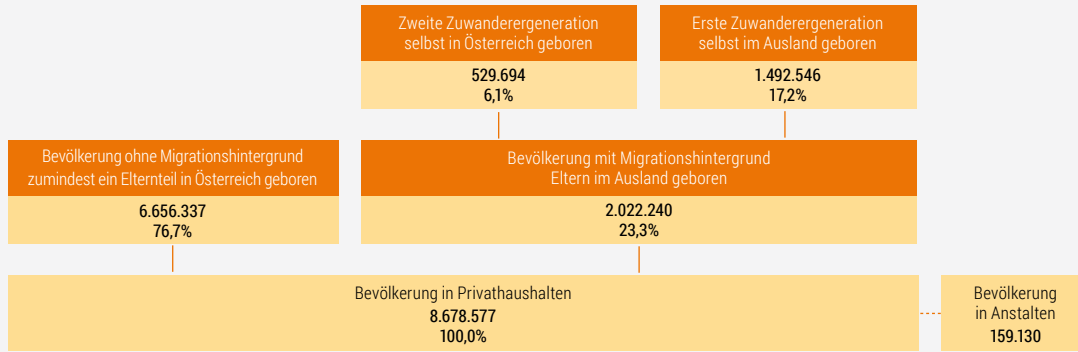 Zweite Zuwanderergeneration
selbst in Österreich geboren
529.694
6,1%
Erste Zuwanderergeneration
selbst im Ausland geboren
1.492.546
17,2%
Bevölkerung ohne Migrationshintergrund
zumindest ein Elternteil in Österreich geboren
6.656.337
76,7%
Bevölkerung mit Migrationshintergrund
Eltern im Ausland geboren
2.022.240
23,3%
Bevölkerung in Privathaushalten
8.678.577
100,0%
Bevölkerung
in Anstalten
159.130